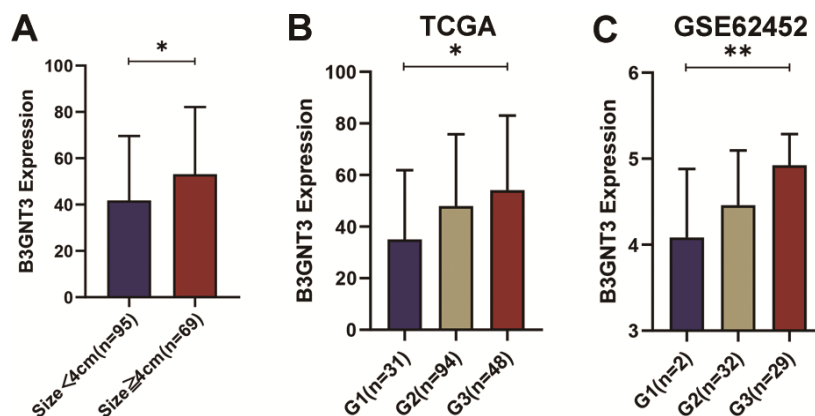 A
*
B3GNT3 Expression
100
80
60
40
20
0
Size<4cm(n=95)
Size≧4cm(n=69)
B
TCGA
*
B3GNT3 Expression
100
80
60
40
20
0
G1(n=31)
G2(n=94)
G3(n=48)
C
GSE62452
**
B3GNT3 Expression
6
5
4
3
G1(n=2)
G2(n=32)
G3(n=29)